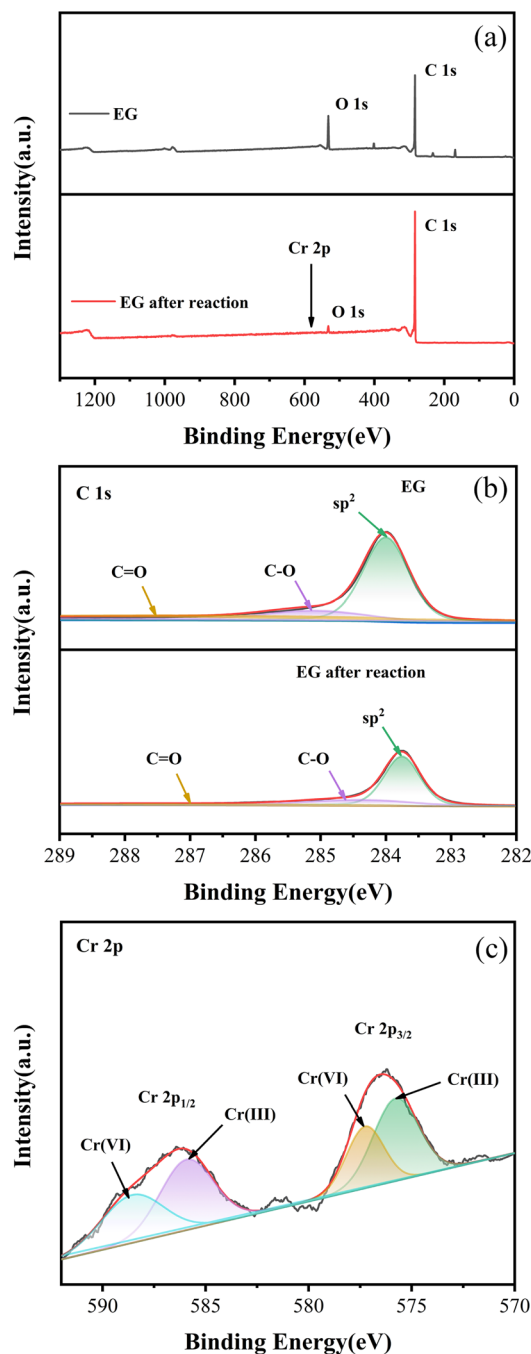 (a)
C 1s
O 1s
EG
C 1s
Cr 2p
EG after reaction
O 1s
Intensity(a.u.)
1200 1000 800 600 400 200 0
Binding Energy(eV)
C 1s EG (b)
sp2
C=O C-O
EG after reaction
sp2
C=O C-O
Intensity(a.u.)
289 288 287 286 285 284 283 282
Binding Energy(eV)
Cr 2p (c)
Cr 2p3/2
Cr(VI) Cr(III)
Cr 2p1/2
Cr(III)
Cr(VI)
Intensity(a.u.)
590 585 580 575 570
Binding Energy(eV)